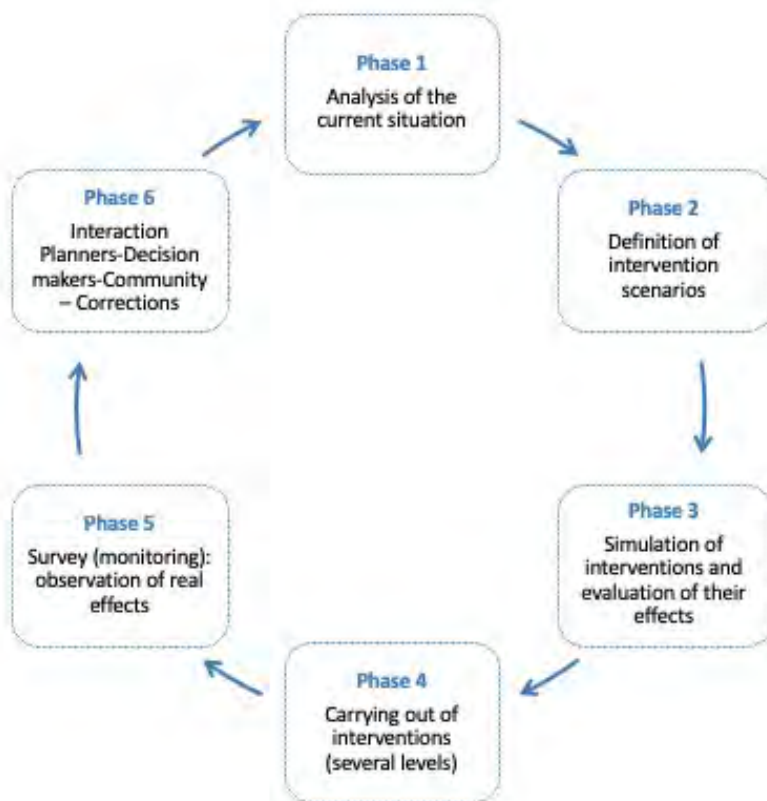 Phase 1
Analysis of the
current situation
Phase 2
Definition of
intervention
scenarios
Phase 3
Simulation of
interventions and
evaluation of their
effects
Phase 4
Carrying out of
interventions
(several levels)
Phase 5
Survey (monitoring):
observation of real
effects
Phase 6
Interaction
Planners-Decision
makers-Community
– Corrections